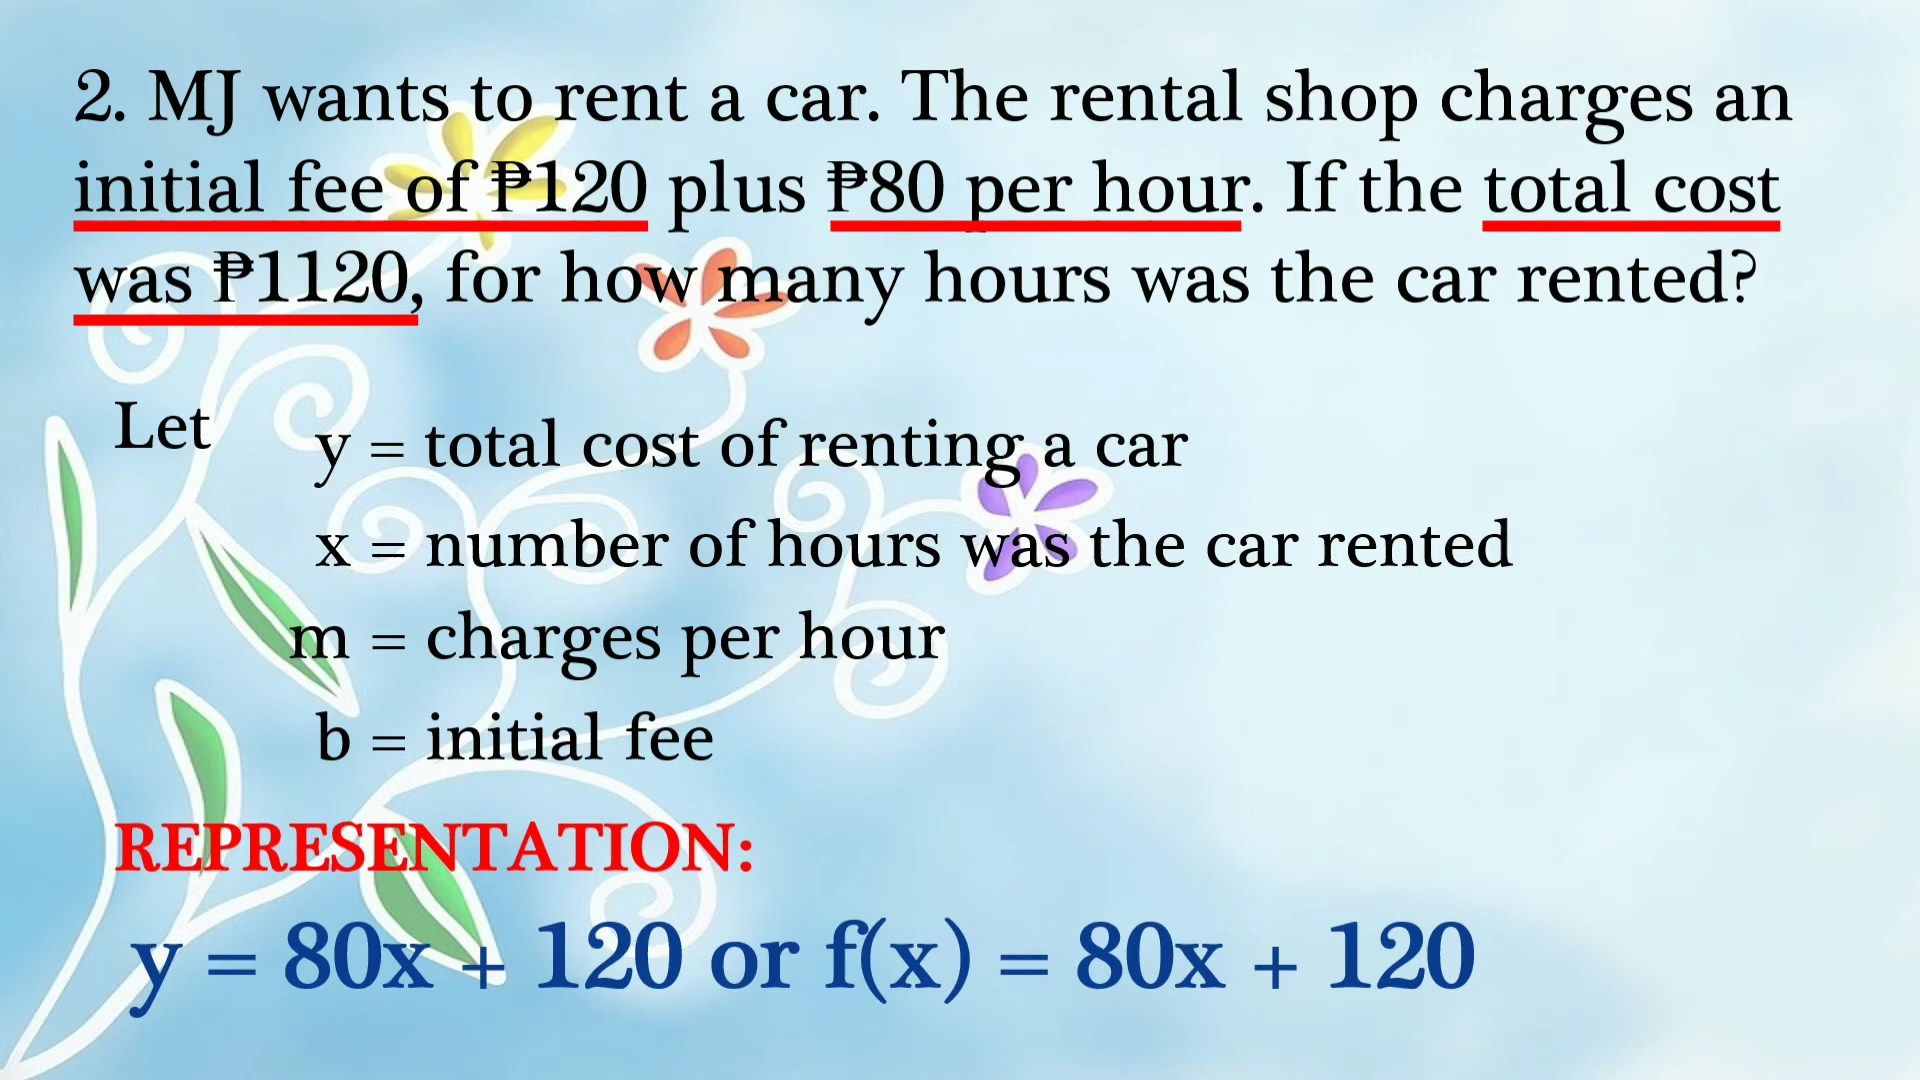 2. MJ wants to rent a car. The rental shop charges an
initial fee of ₱120 plus ₱80 per hour. If the total cost
was ₱1120, for how many hours was the car rented?
Let
y = total cost of renting a car
x = number of hours was the car rented
m = charges per hour
b = initial fee
REPRESENTATION:
y = 80x + 120 or f(x) = 80x + 120